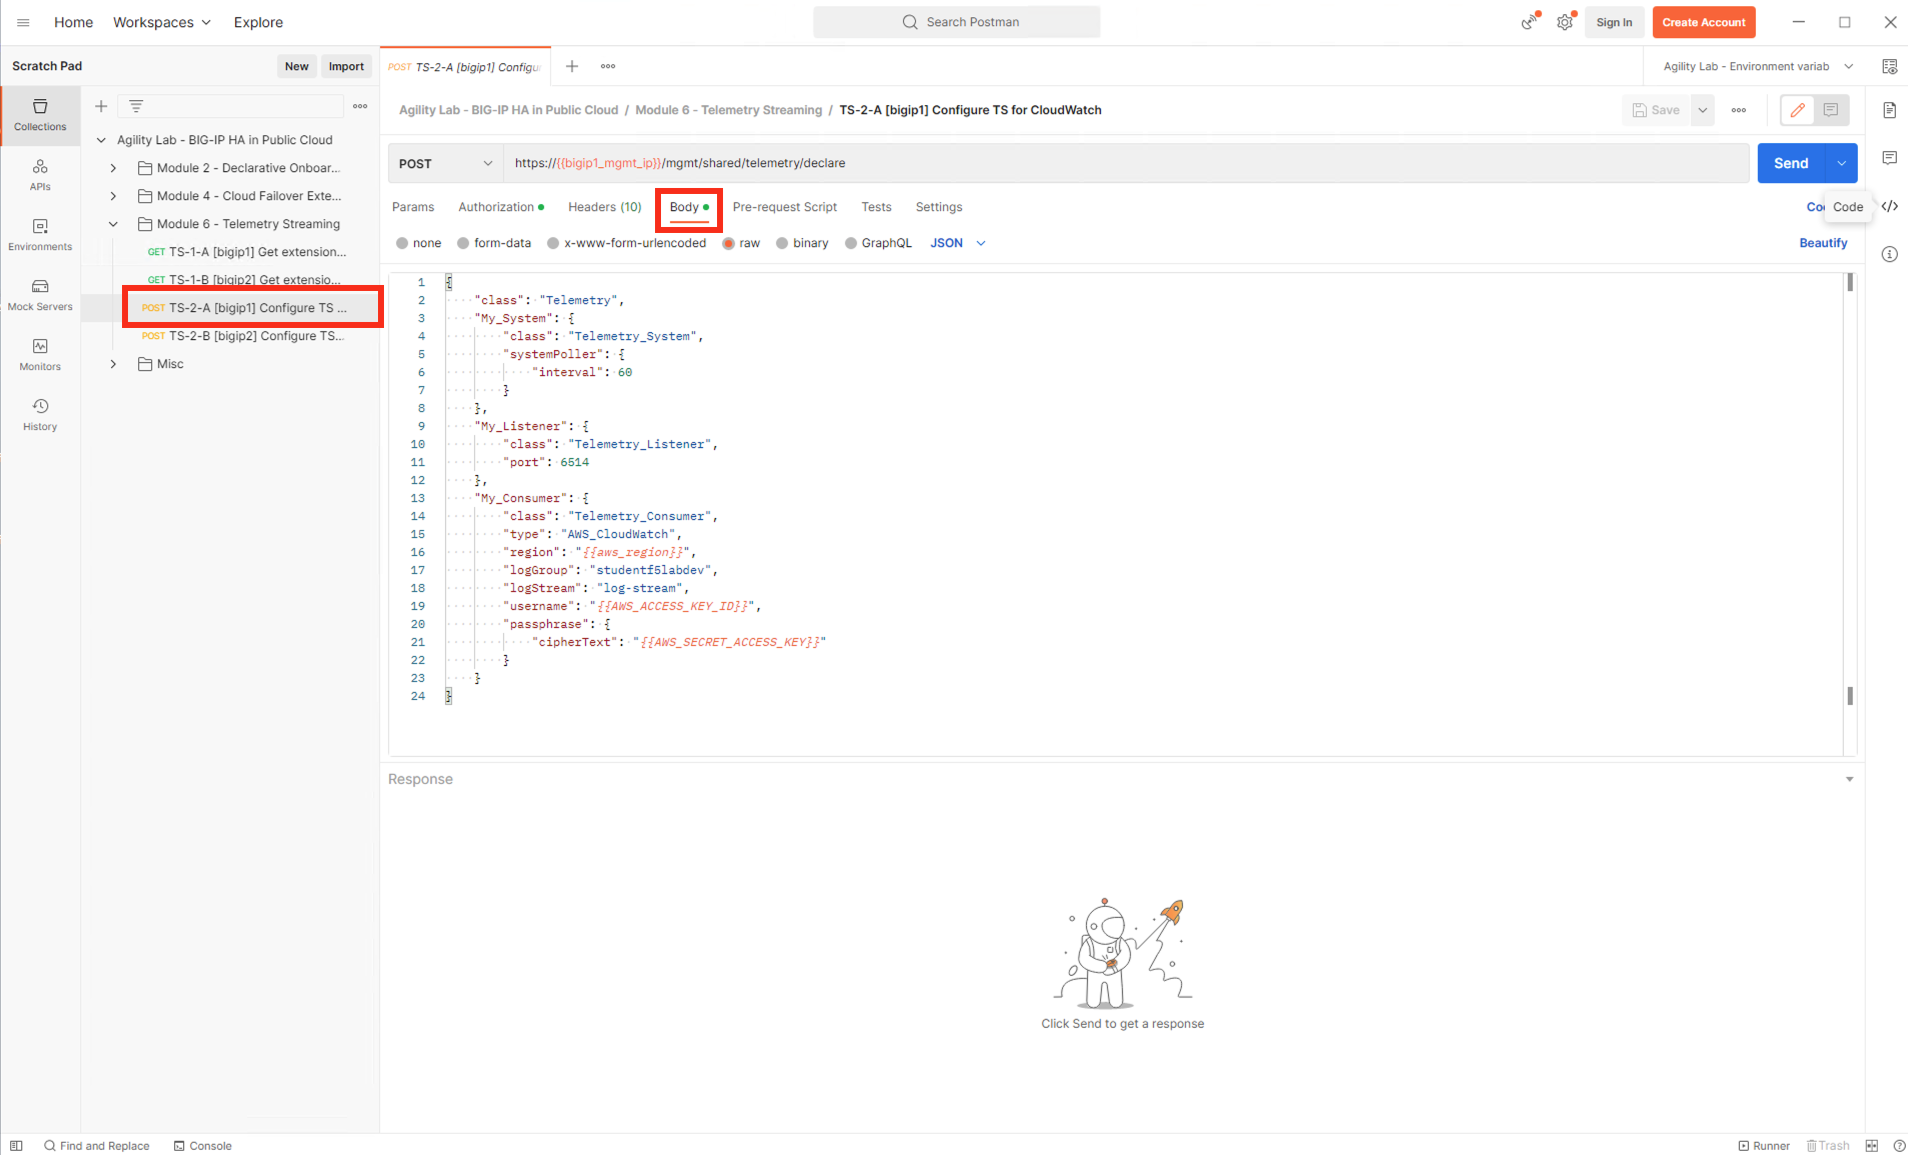 Home Workspaces Explore Search Postman Sign In Create Account
Scratch Pad New Import POST TS-2-A [bigip1] Configu Agility Lab - Environment variab
Collections
APIs
Environments
Mock Servers
Monitors
History
Agility Lab - BIG-IP HA in Public Cloud
Module 2 - Declarative Onboar...
Module 4 - Cloud Failover Exte...
Module 6 - Telemetry Streaming
GET TS-1-A [bigip1] Get extension...
GET TS-1-B [bigip2] Get extensio...
POST TS-2-A [bigip1] Configure TS ...
POST TS-2-B [bigip2] Configure TS...
Misc
Agility Lab - BIG-IP HA in Public Cloud / Module 6 - Telemetry Streaming / TS-2-A [bigip1] Configure TS for CloudWatch Save
POST https://{{bigip1_mgmt_ip}}/mgmt/shared/telemetry/declare Send
Params Authorization Headers (10) Body Pre-request Script Tests Settings Coo Code </>
none form-data x-www-form-urlencoded raw binary GraphQL JSON Beautify
1 {
2 "class": "Telemetry",
3 "My_System": {
4 "class": "Telemetry_System",
5 "systemPoller": {
6 "interval": 60
7 }
8 },
9 "My_Listener": {
10 "class": "Telemetry_Listener",
11 "port": 6514
12 },
13 "My_Consumer": {
14 "class": "Telemetry_Consumer",
15 "type": "AWS_CloudWatch",
16 "region": "{{aws_region}}",
17 "logGroup": "studentf5labdev",
18 "logStream": "log-stream",
19 "username": "{{AWS_ACCESS_KEY_ID}}",
20 "passphrase": {
21 "cipherText": "{{AWS_SECRET_ACCESS_KEY}}"
22 }
23 }
24 }
Response
Click Send to get a response
Find and Replace Console Runner Trash